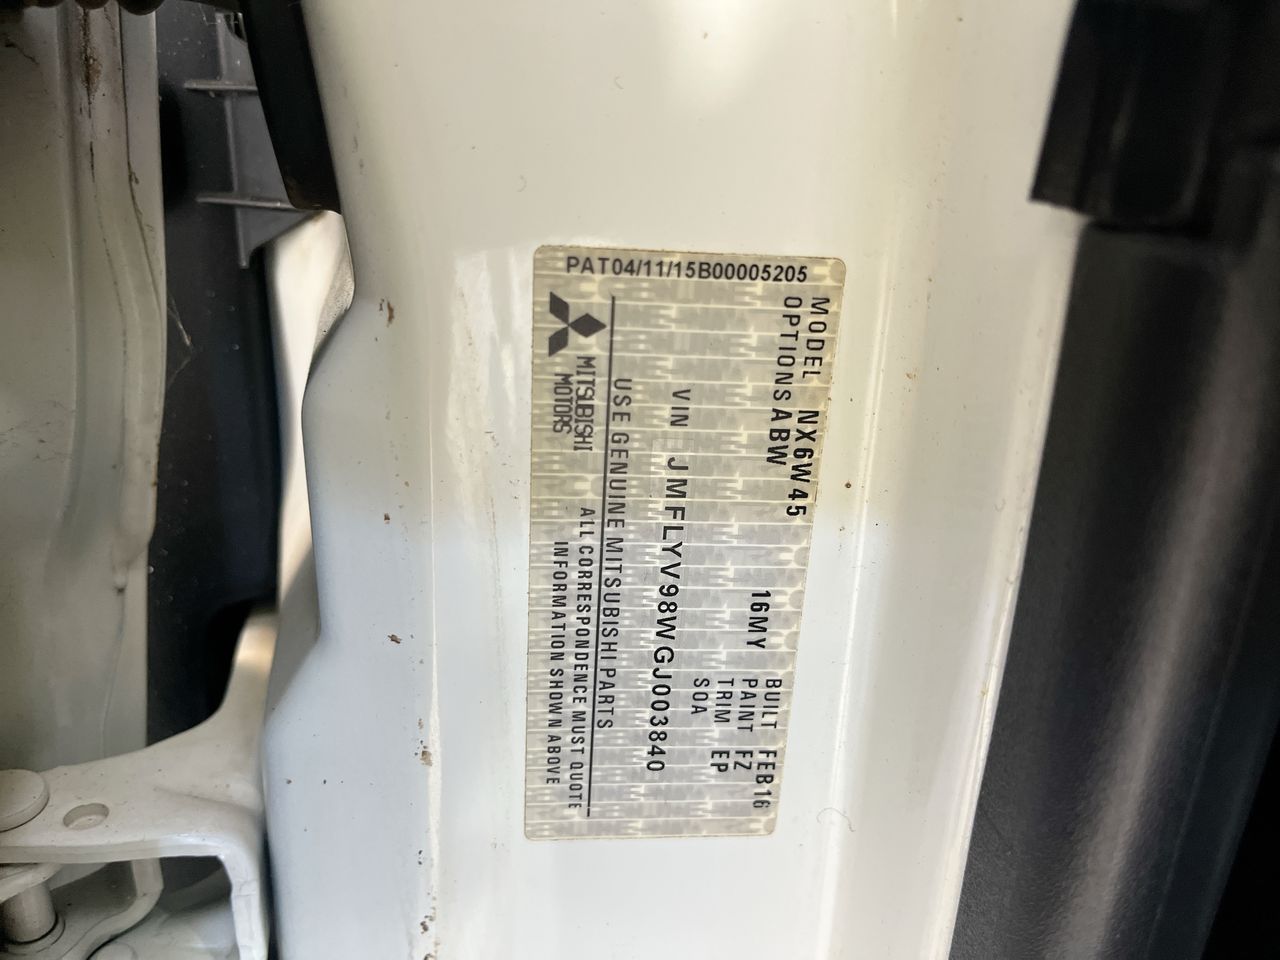 PAT04/11/15B00005205
MODEL NX6W45
OPTIONS ABW
16MY
BUILT FEB16
PAINT FZ
TRIM EP
SOA
VIN JMFLYV98WGJ003840
USE GENUINE MITSUBISHI PARTS
MITSUBISHI
MOTORS
ALL CORRESPONDENCE MUST QUOTE
INFORMATION SHOWN ABOVE